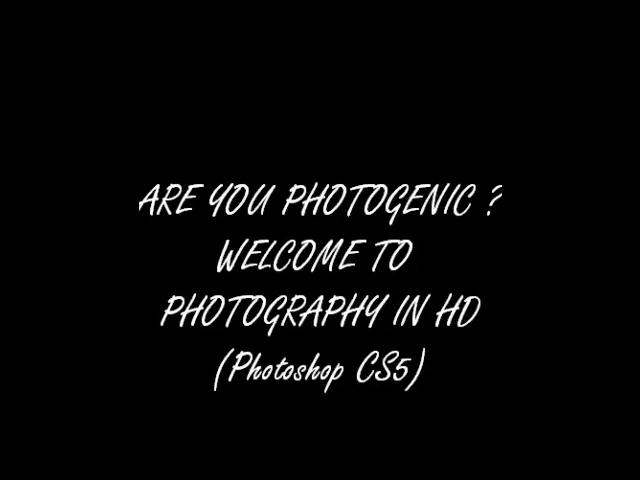 ARE YOU PHOTOGENIC ?
WELCOME TO
PHOTOGRAPHY IN HD
(Photoshop CS5)